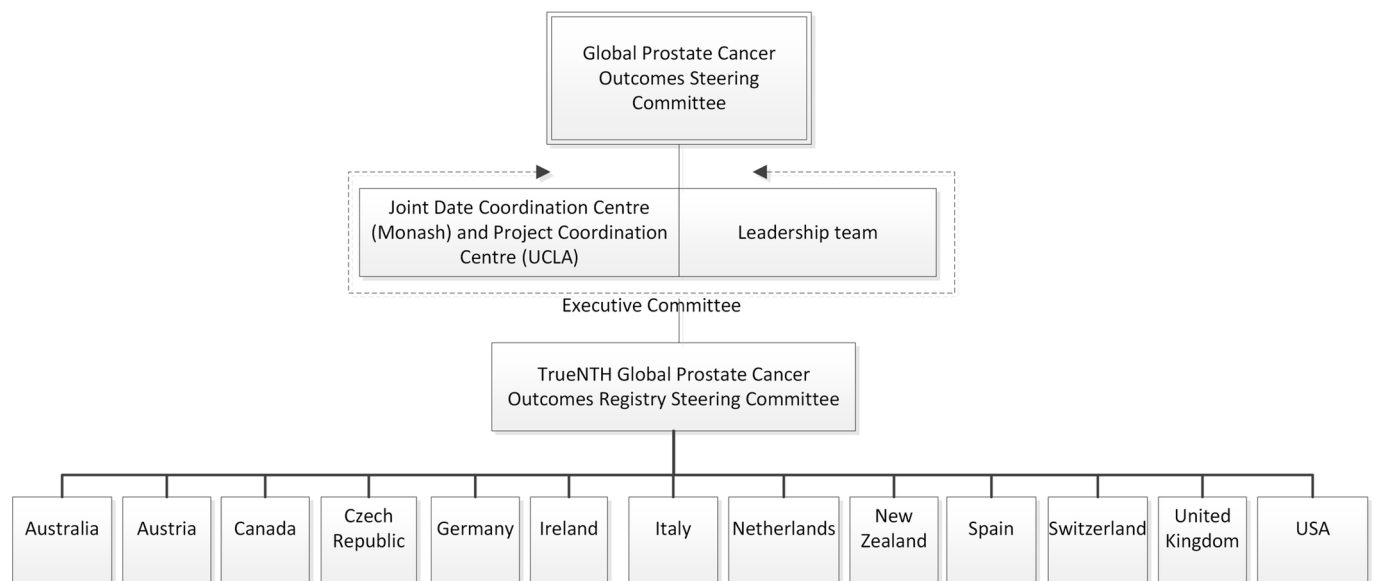 Global Prostate Cancer
Outcomes Steering
Committee
Joint Date Coordination Centre
(Monash) and Project Coordination
Centre (UCLA)
Leadership team
Executive Committee
TrueNTH Global Prostate Cancer
Outcomes Registry Steering Committee
Australia
Austria
Canada
Czech
Republic
Germany
Ireland
Italy
Netherlands
New
Zealand
Spain
Switzerland
United
Kingdom
USA